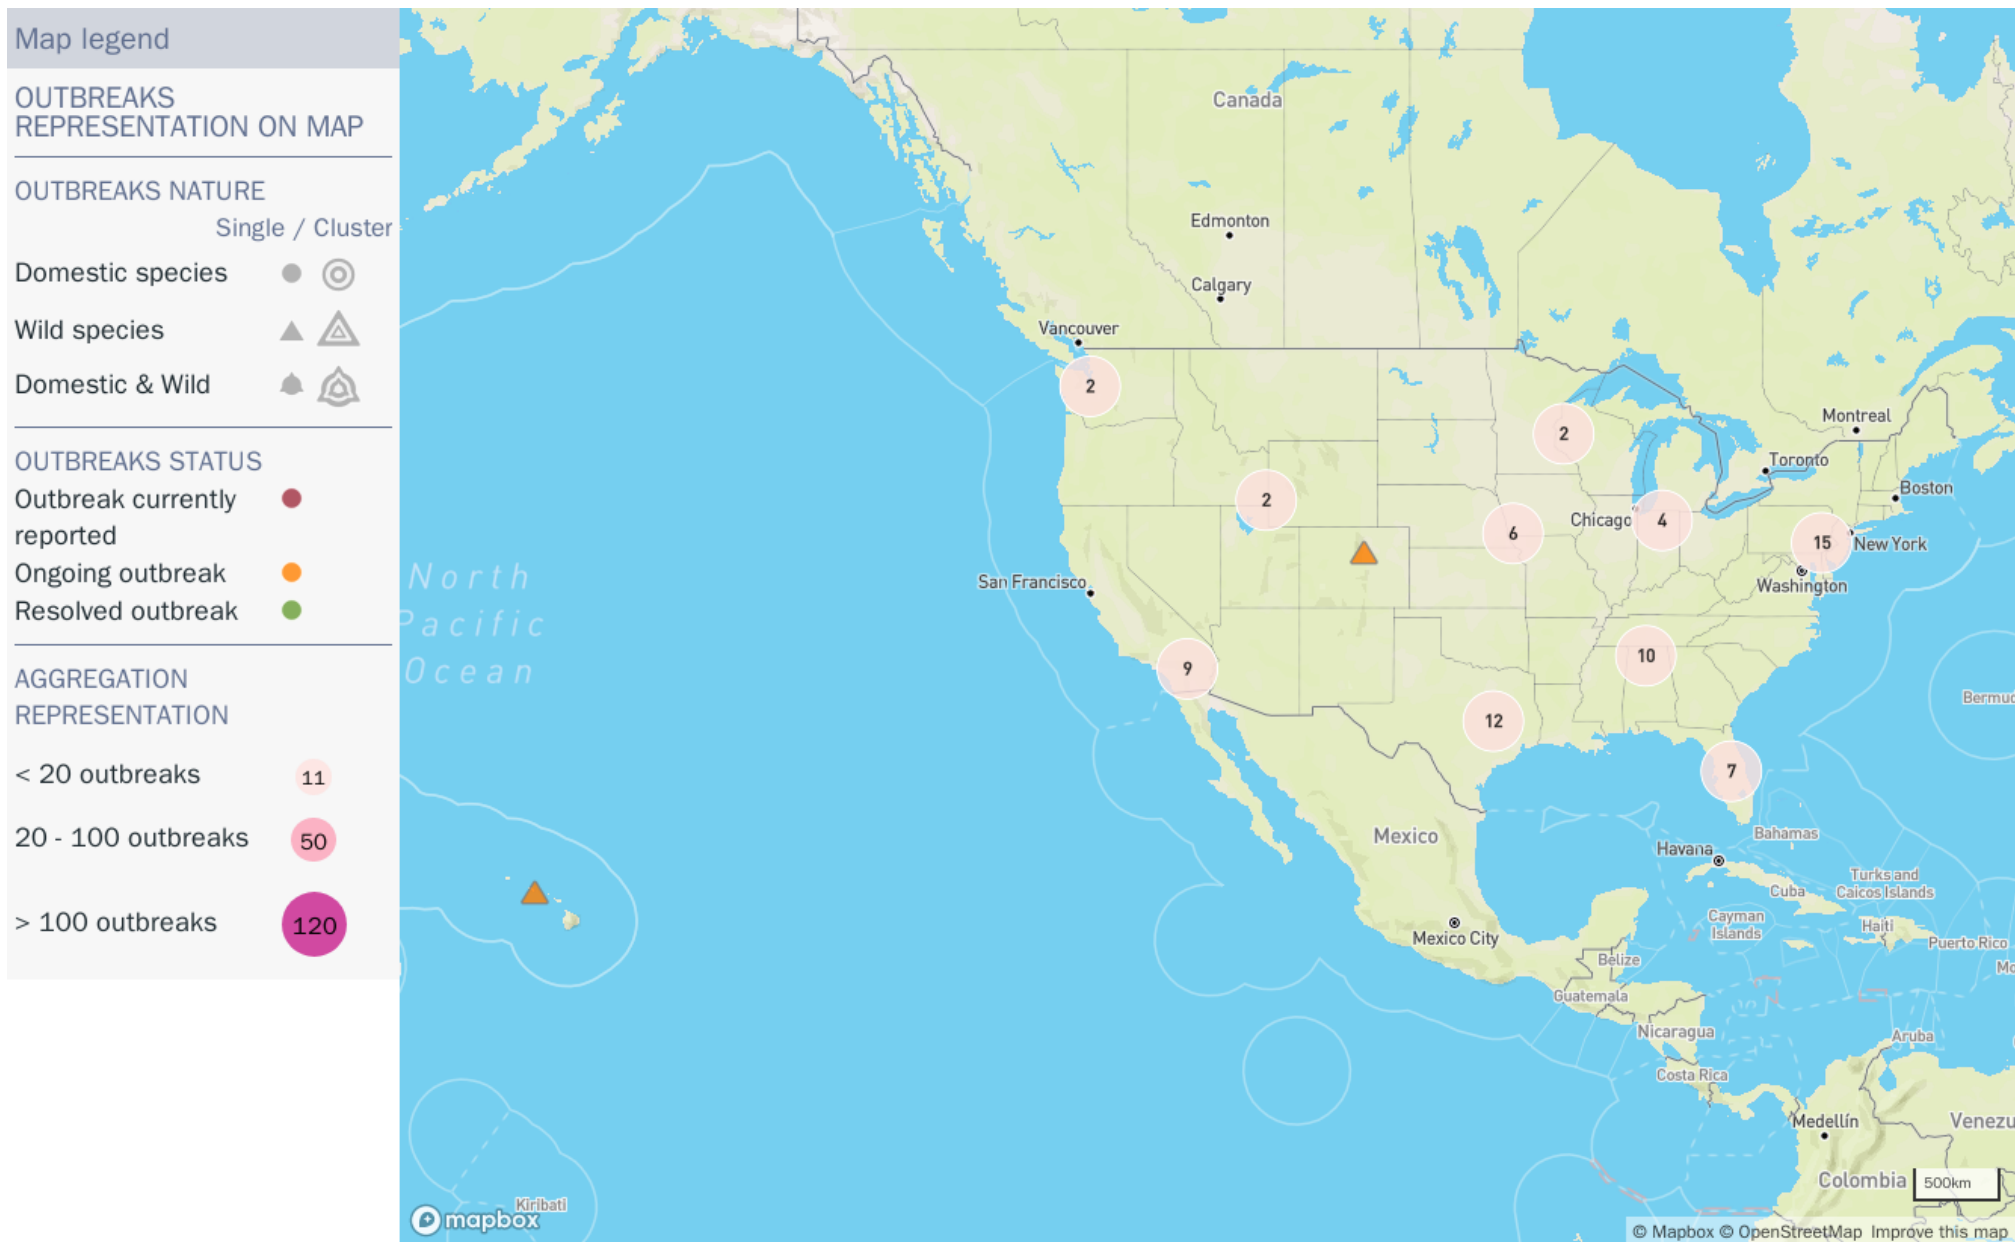 Map legend
OUTBREAKS
REPRESENTATION ON MAP
OUTBREAKS NATURE
Single / Cluster
Domestic species
Wild species
Domestic & Wild
OUTBREAKS STATUS
Outbreak currently
reported
Ongoing outbreak
Resolved outbreak
AGGREGATION
REPRESENTATION
< 20 outbreaks 11
20 - 100 outbreaks 50
> 100 outbreaks 120
Canada
Edmonton
Calgary
Vancouver
2
2
Montreal
Toronto
Boston
2
Chicago
4
6
15
New York
Washington
North
Pacific
Ocean
San Francisco
9
10
12
7
Bermud
Mexico
Bahamas
Havana
Cuba
Turks and
Caicos Islands
Cayman
Islands
Haiti
Puerto Rico
Mexico City
Belize
Mo
Guatemala
Nicaragua
Aruba
Costa Rica
Medellín
Venezu
Colombia
500km
Kiribati
mapbox
© Mapbox © OpenStreetMap Improve this map